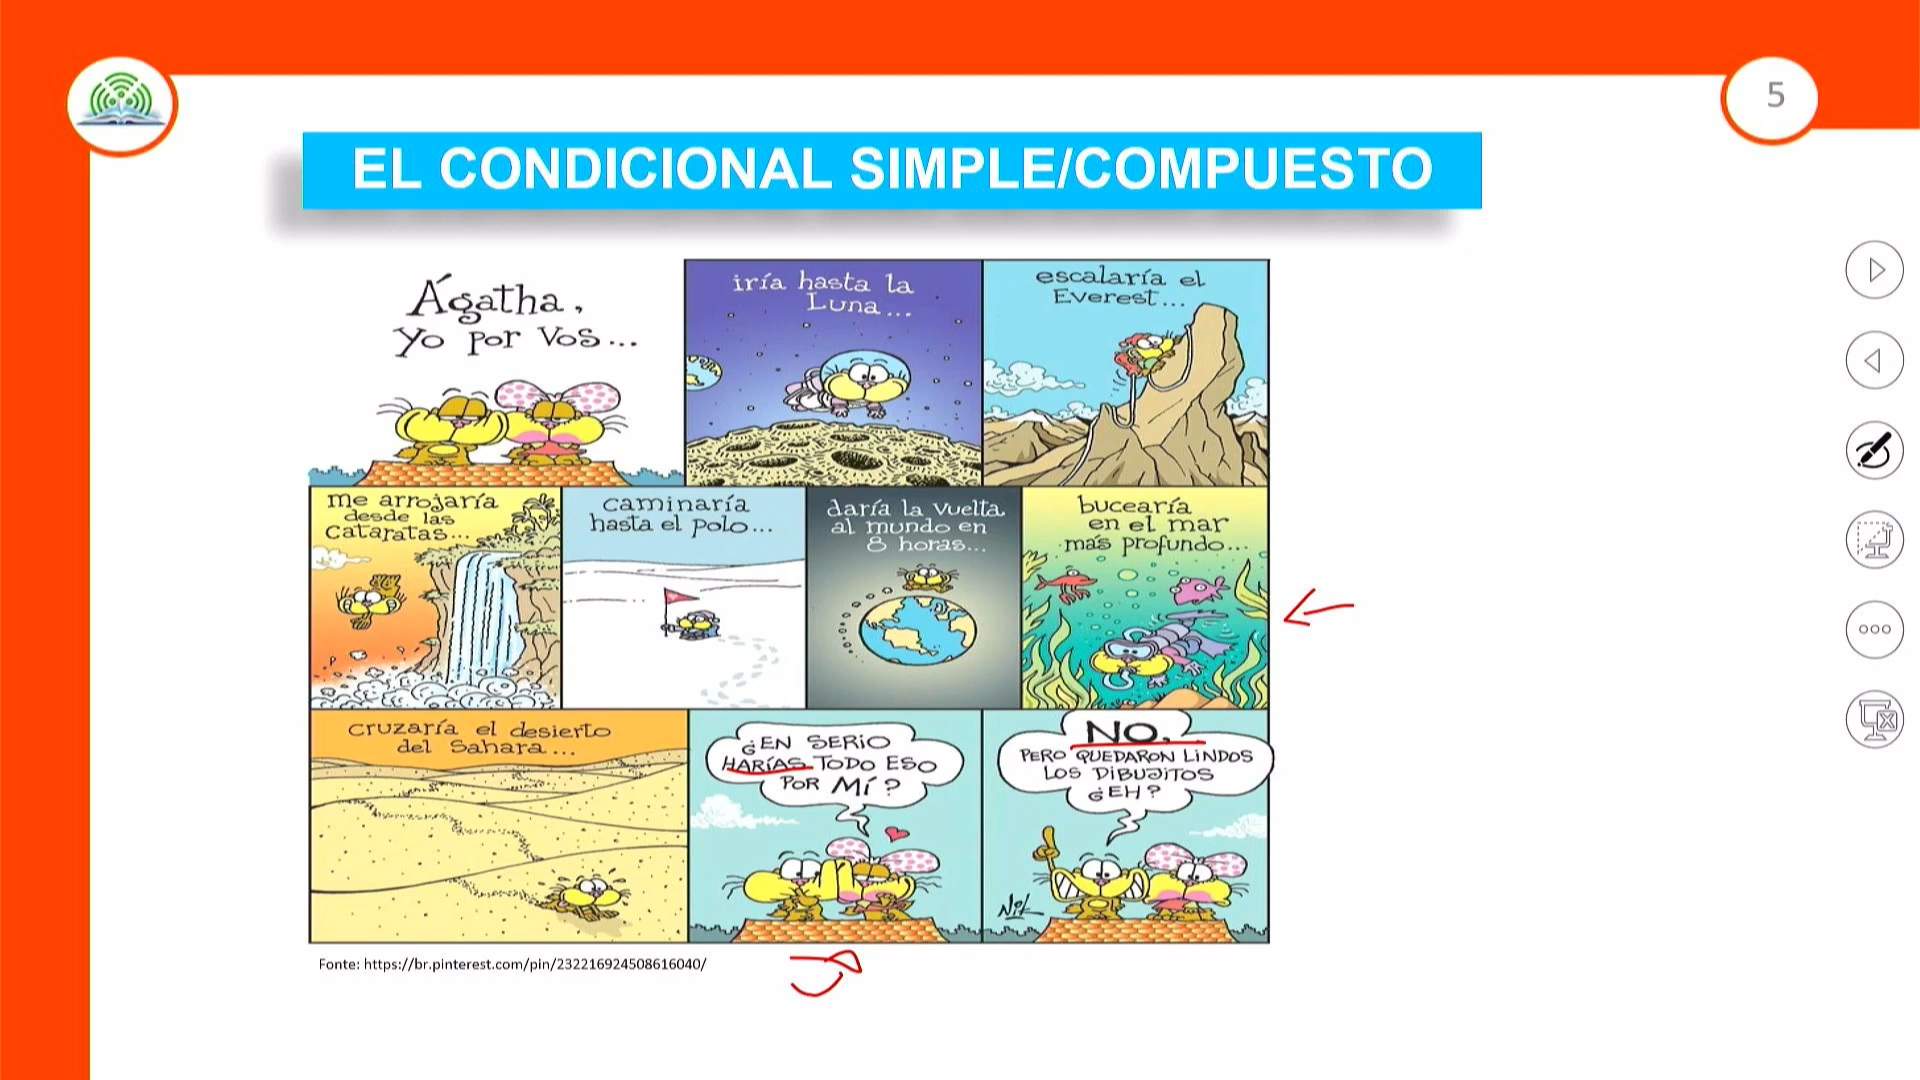 5
EL CONDICIONAL SIMPLE/COMPUESTO
Ágatha,
yo por vos...
iría hasta la
Luna...
escalaría el
Everest...
me arrojaría
desde las
cataratas...
caminaría
hasta el polo...
daría la vuelta
al mundo en
8 horas...
bucearía
en el mar
más profundo...
cruzaría el desierto
del Sahara...
¿EN SERIO
HARÍAS TODO ESO
POR MÍ?
NO,
PERO QUEDARON LINDOS
LOS DIBUJITOS
¿EH?
Nik
Fonte: https://br.pinterest.com/pin/232216924508616040/